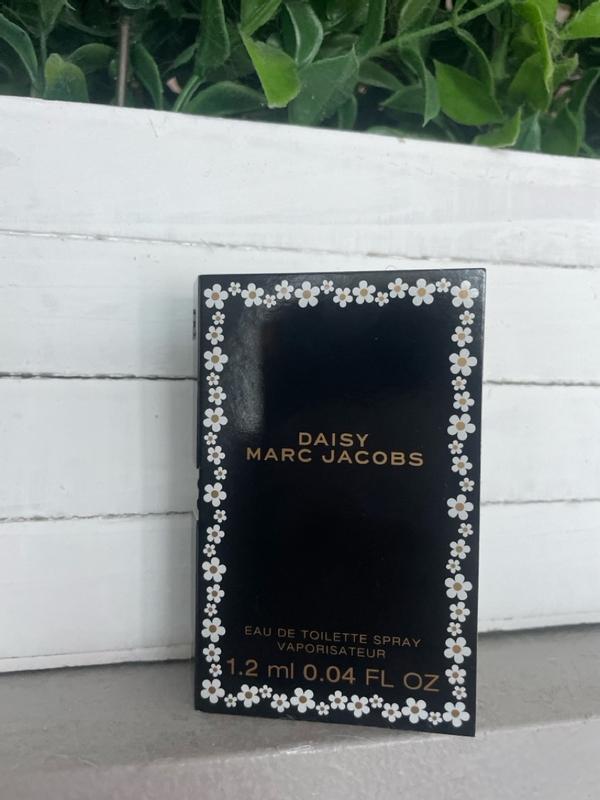 DAISY
MARC JACOBS
EAU DE TOILETTE SPRAY
VAPORISATEUR
1.2 ml 0.04 FL OZ